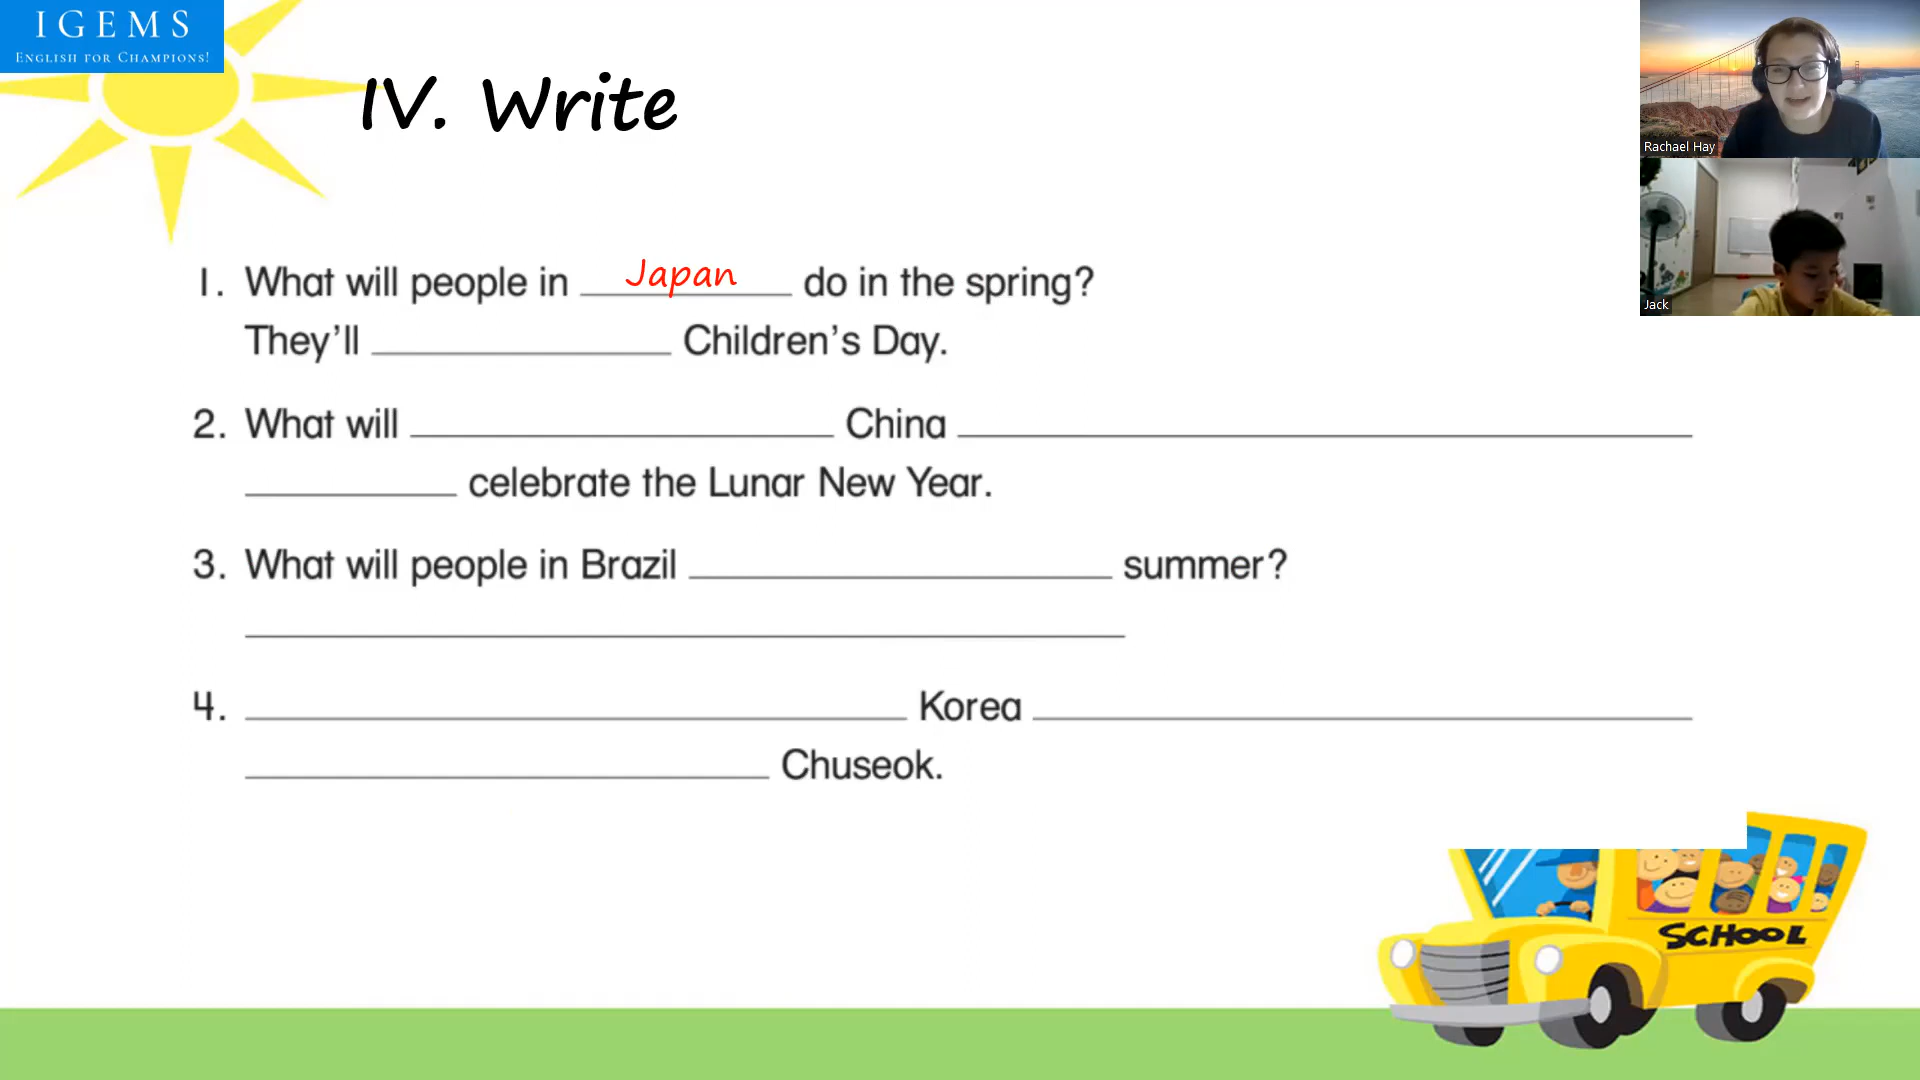 IGEMS
ENGLISH FOR CHAMPIONS!
IV. Write
Rachael Hay
Jack
1. What will people in Japan do in the spring?
They'll Children's Day.
2. What will China
celebrate the Lunar New Year.
3. What will people in Brazil summer?
4. Korea
Chuseok.
SCHOOL